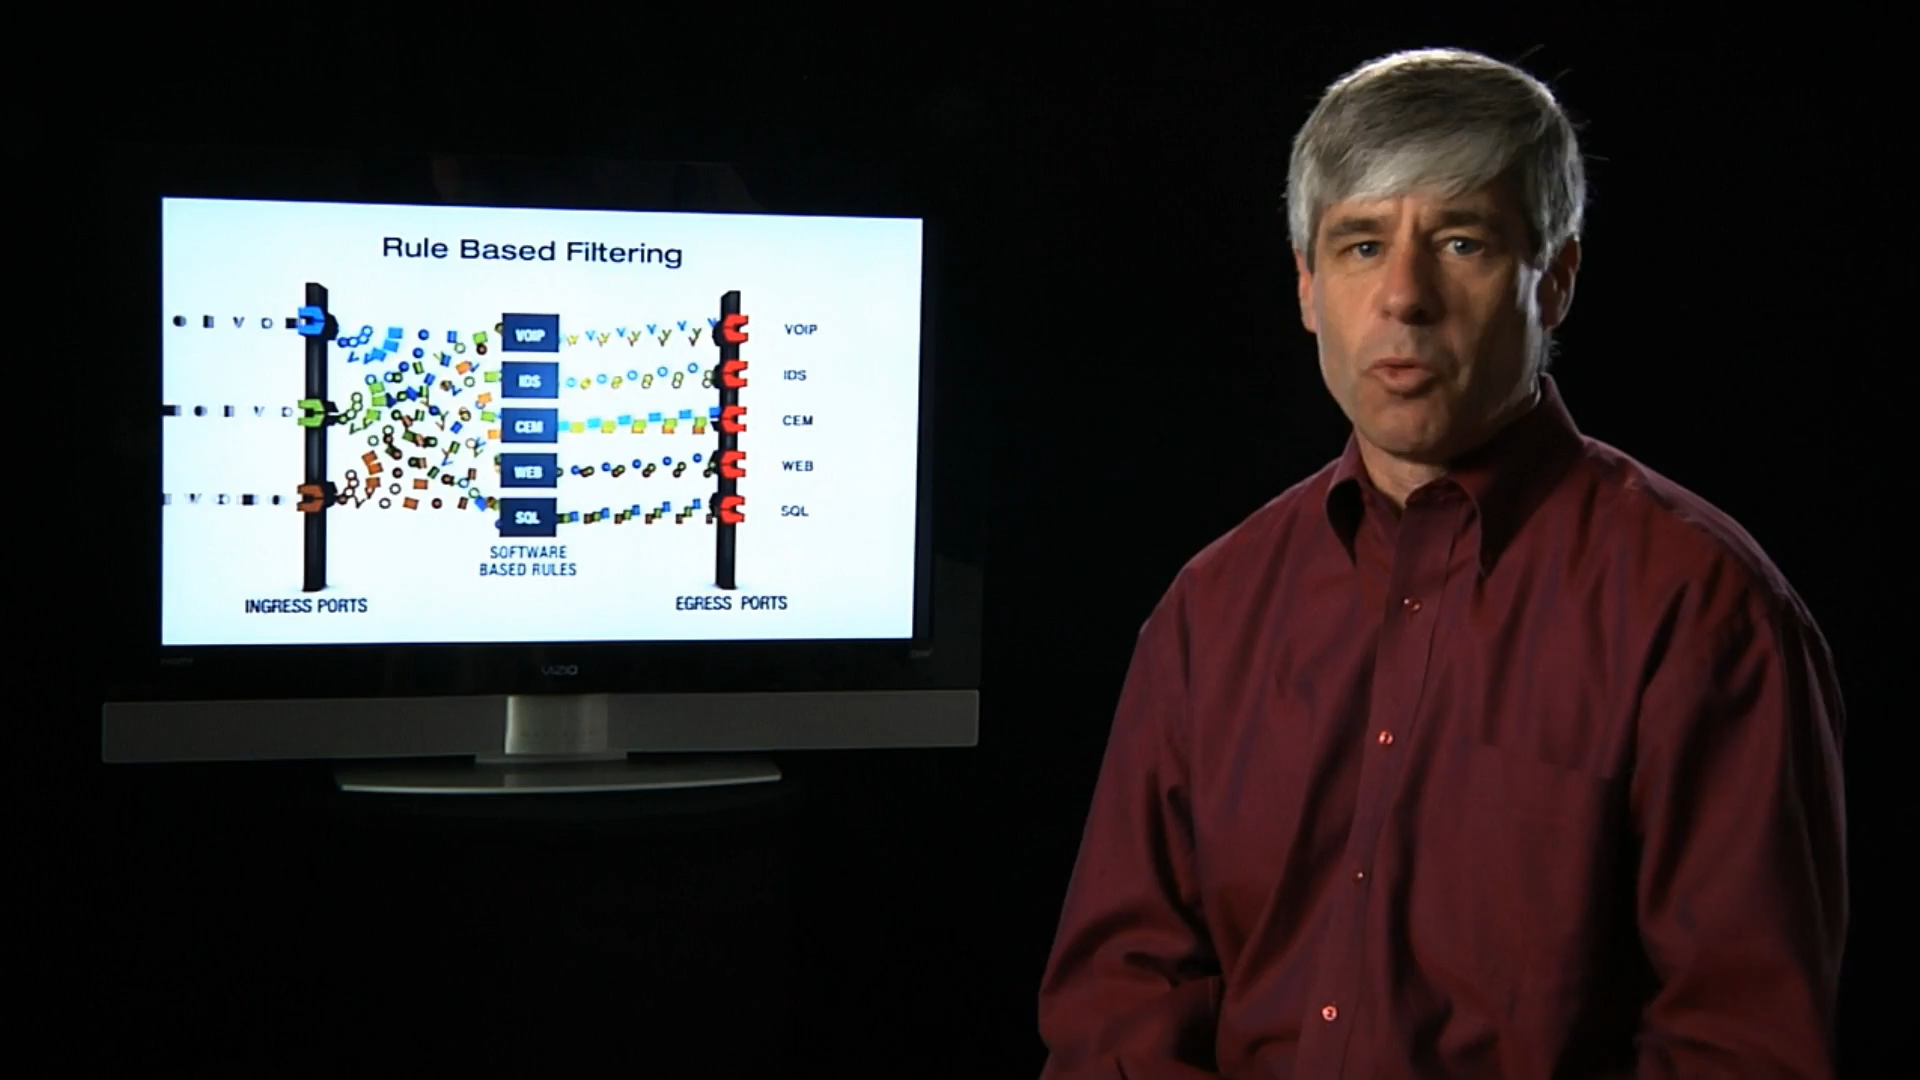 Rule Based Filtering
VOIP
IDS
CEM
WEB
SQL
SOFTWARE
BASED RULES
VOIP
IDS
CEM
WEB
SQL
INGRESS PORTS
EGRESS PORTS
VIZIO